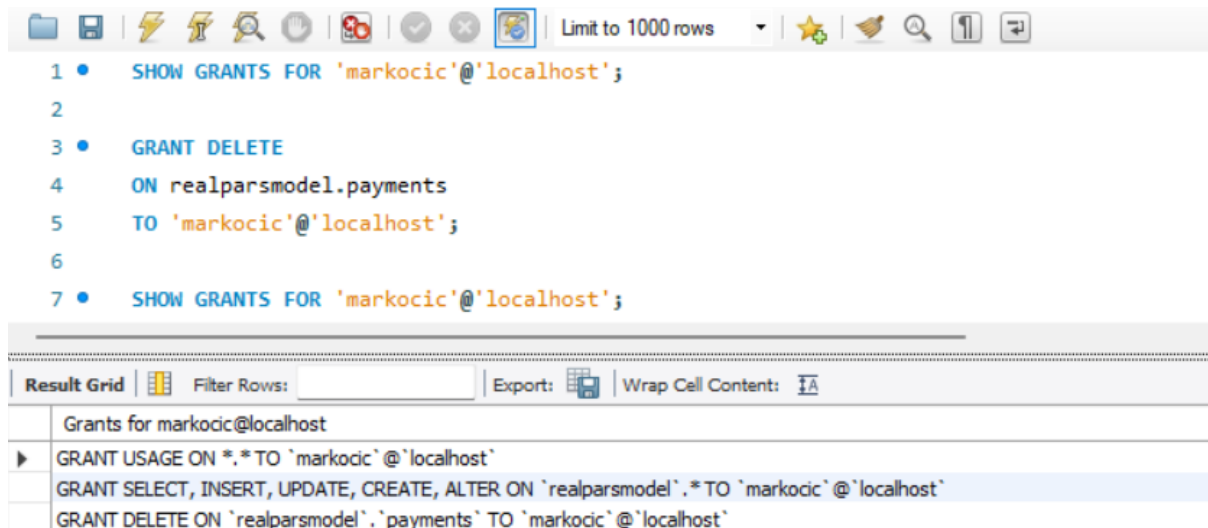 Limit to 1000 rows
1 SHOW GRANTS FOR 'markocic'@'localhost';
2
3 GRANT DELETE
4 ON realparsmodel.payments
5 TO 'markocic'@'localhost';
6
7 SHOW GRANTS FOR 'markocic'@'localhost';
Result Grid Filter Rows: Export: Wrap Cell Content: IA
Grants for markocic@localhost
GRANT USAGE ON *.* TO `markocic`@`localhost`
GRANT SELECT, INSERT, UPDATE, CREATE, ALTER ON `realparsmodel`.* TO `markocic`@`localhost`
GRANT DELETE ON `realparsmodel`.`payments` TO `markocic`@`localhost`